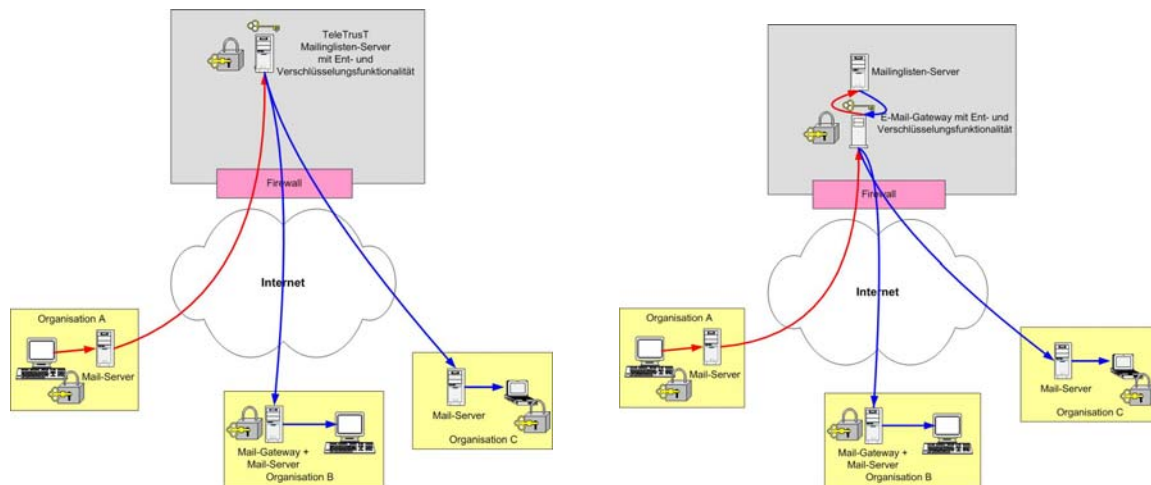 TeleTrusT
Mailinglisten-Server
mit Ent- und
Verschlüsselungsfunktionalität
Firewall
Internet
Organisation A
Mail-Server
Mail-Server
Organisation C
Mail-Gateway +
Mail-Server
Organisation B
Mailinglisten-Server
E-Mail-Gateway mit Ent- und
Verschlüsselungsfunktionalität
Firewall
Internet
Organisation A
Mail-Server
Mail-Server
Organisation C
Mail-Gateway +
Mail-Server
Organisation B